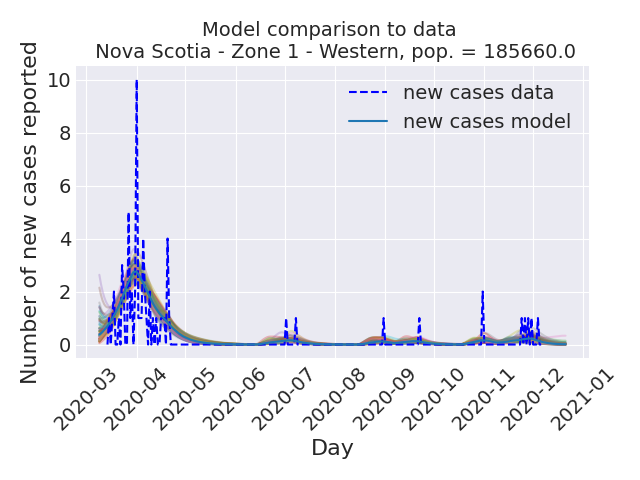 Model comparison to data
Nova Scotia - Zone 1 - Western, pop. = 185660.0
Number of new cases reported
10
8
6
4
2
0
new cases data
new cases model
2020-03
2020-04
2020-05
2020-06
2020-07
2020-08
2020-09
2020-10
2020-11
2020-12
2021-01
Day